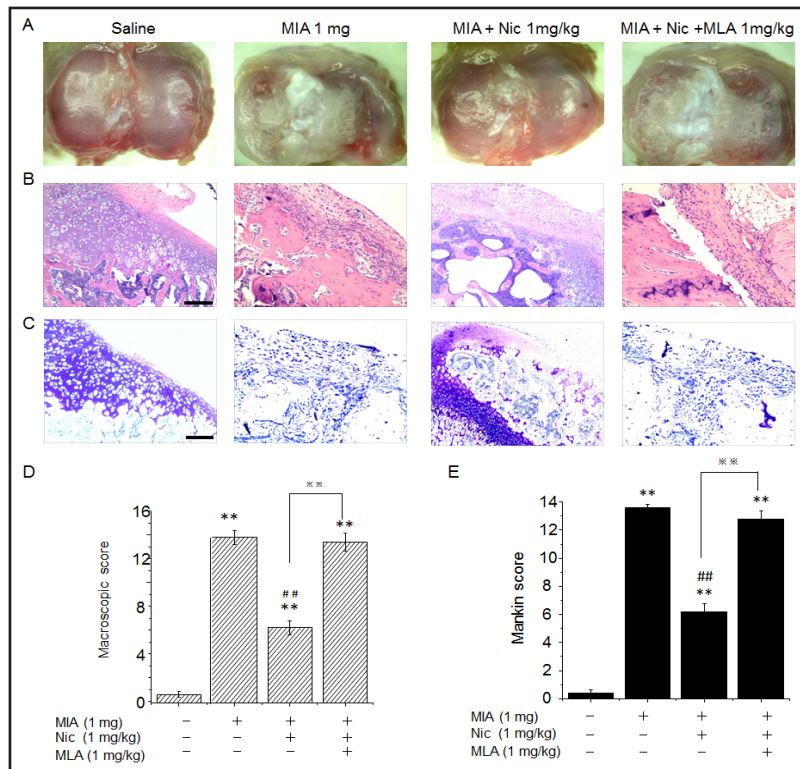 A
Saline MIA 1 mg MIA + Nic 1mg/kg MIA + Nic +MLA 1mg/kg
B
C
D
Macroscopic score
16
12
8
4
0
**
**
##
**
※※
MIA (1 mg) – + + +
Nic (1 mg/kg) – – + +
MLA (1 mg/kg) – – – +
E
Mankin score
14
12
10
8
6
4
2
0
**
##
**
※※
**
MIA (1 mg) – + + +
Nic (1 mg/kg) – – + +
MLA (1 mg/kg) – – – +